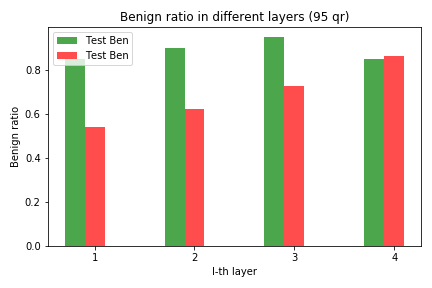 Benign ratio in different layers (95 qr)
Test Ben
Test Ben
Benign ratio
0.8
0.6
0.4
0.2
0.0
1 2 3 4
l-th layer